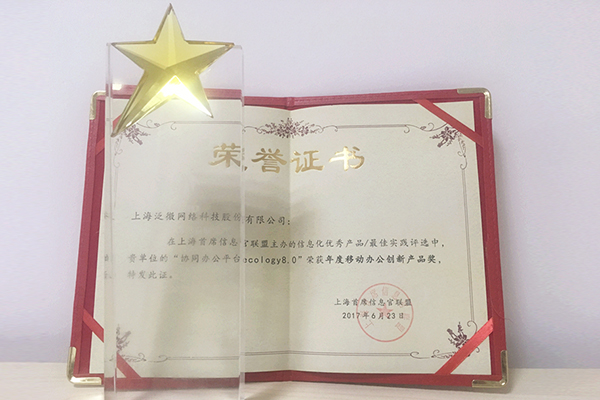 荣誉证书
上海泛微网络科技股份有限公司:
在上海首席信息官联盟主办的信息化优秀产品/最佳实践评选中,
贵单位的“协同办公平台ecology8.0”荣获年度移动办公创新产品奖,
特发此证。
上海首席信息官联盟
2017年6月23日